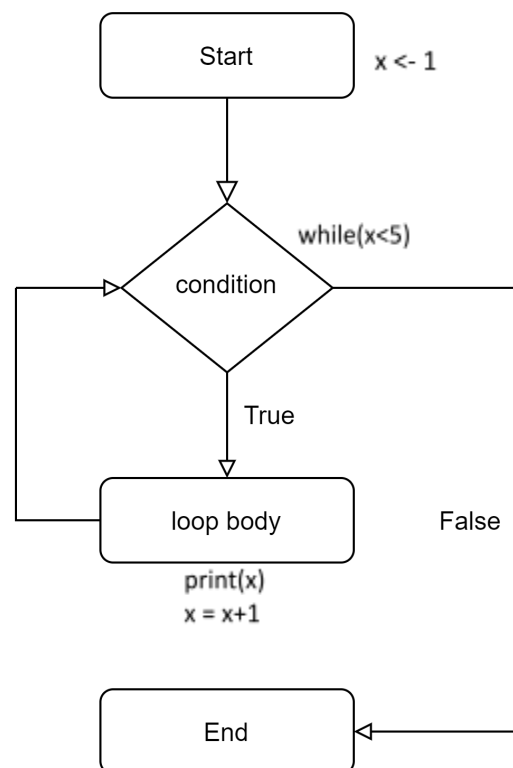 Start
x <- 1
while(x<5)
condition
True
loop body
False
print(x)
x = x+1
End